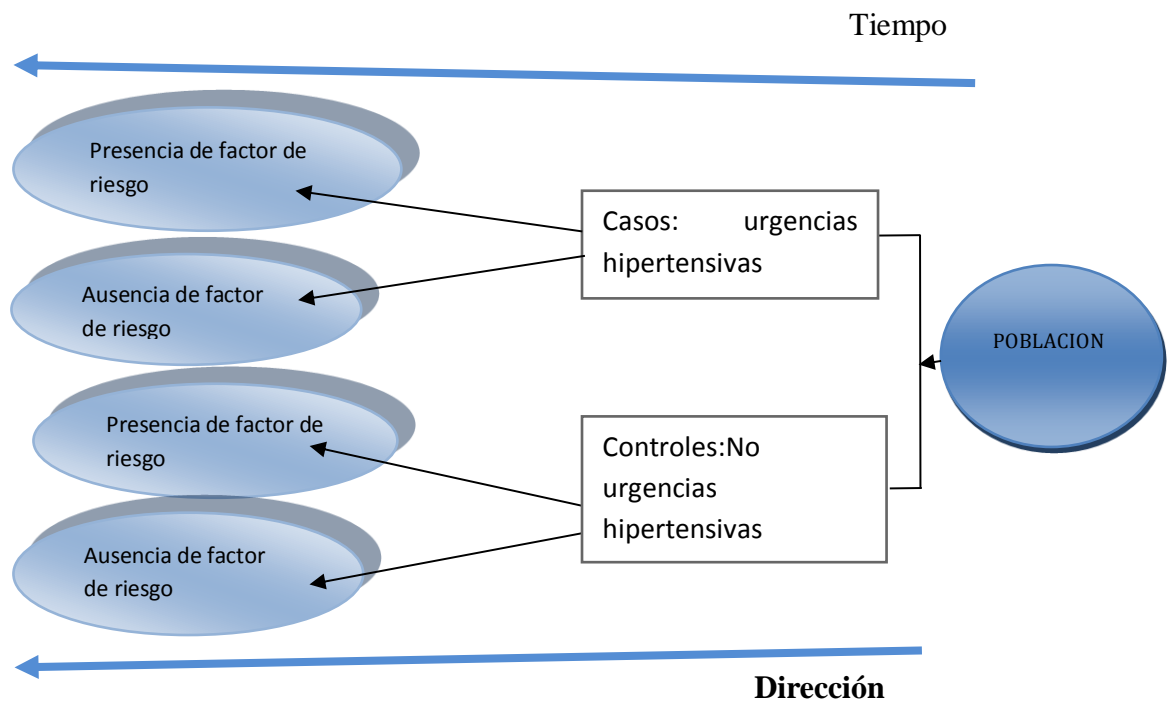 Tiempo
Presencia de factor de
riesgo
Casos: urgencias
hipertensivas
Ausencia de factor
de riesgo
POBLACION
Presencia de factor de
riesgo
Controles:No
urgencias
hipertensivas
Ausencia de factor
de riesgo
Dirección